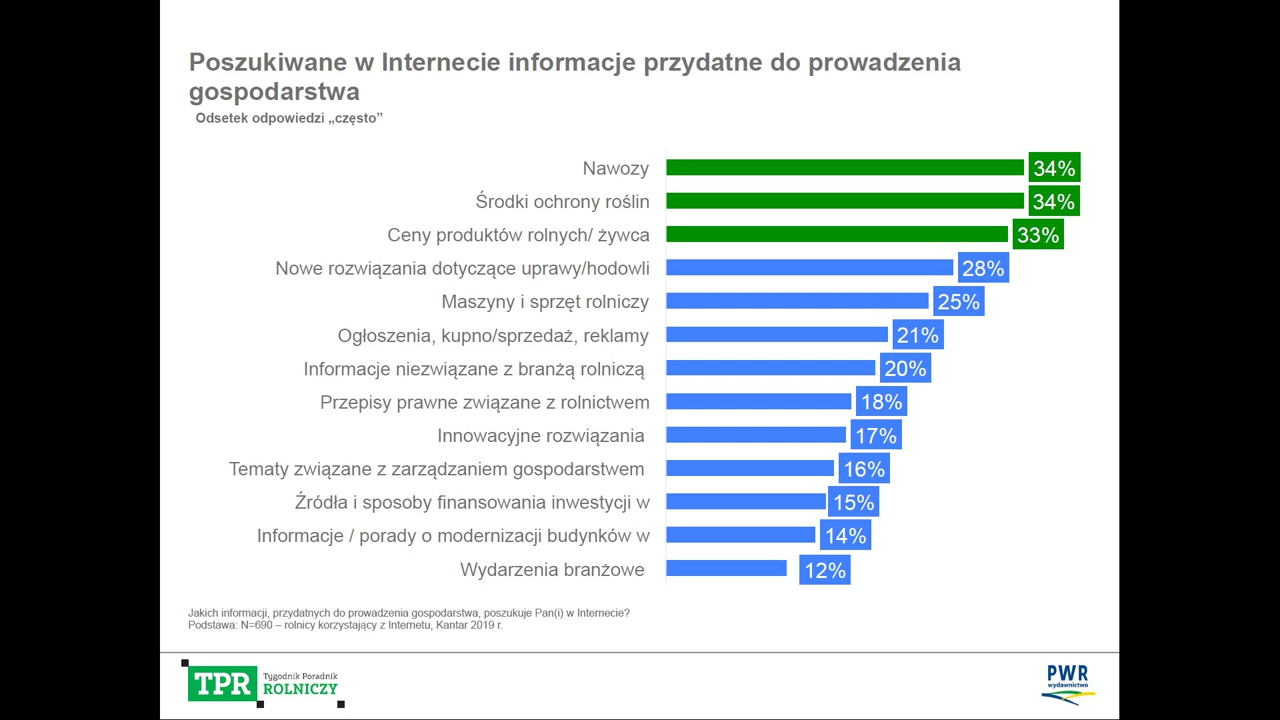 Poszukiwane w Internecie informacje przydatne do prowadzenia
gospodarstwa
Odsetek odpowiedzi „często”
Nawozy 34%
Środki ochrony roślin 34%
Ceny produktów rolnych/ żywca 33%
Nowe rozwiązania dotyczące uprawy/hodowli 28%
Maszyny i sprzęt rolniczy 25%
Ogłoszenia, kupno/sprzedaż, reklamy 21%
Informacje niezwiązane z branżą rolniczą 20%
Przepisy prawne związane z rolnictwem 18%
Innowacyjne rozwiązania 17%
Tematy związane z zarządzaniem gospodarstwem 16%
Źródła i sposoby finansowania inwestycji w 15%
Informacje / porady o modernizacji budynków w 14%
Wydarzenia branżowe 12%
Jakich informacji, przydatnych do prowadzenia gospodarstwa, poszukuje Pan(i) w Internecie?
Podstawa: N=690 – rolnicy korzystający z Internetu, Kantar 2019 r.
TPR Tygodnik Poradnik
ROLNICZY
PWR
wydawnictwo